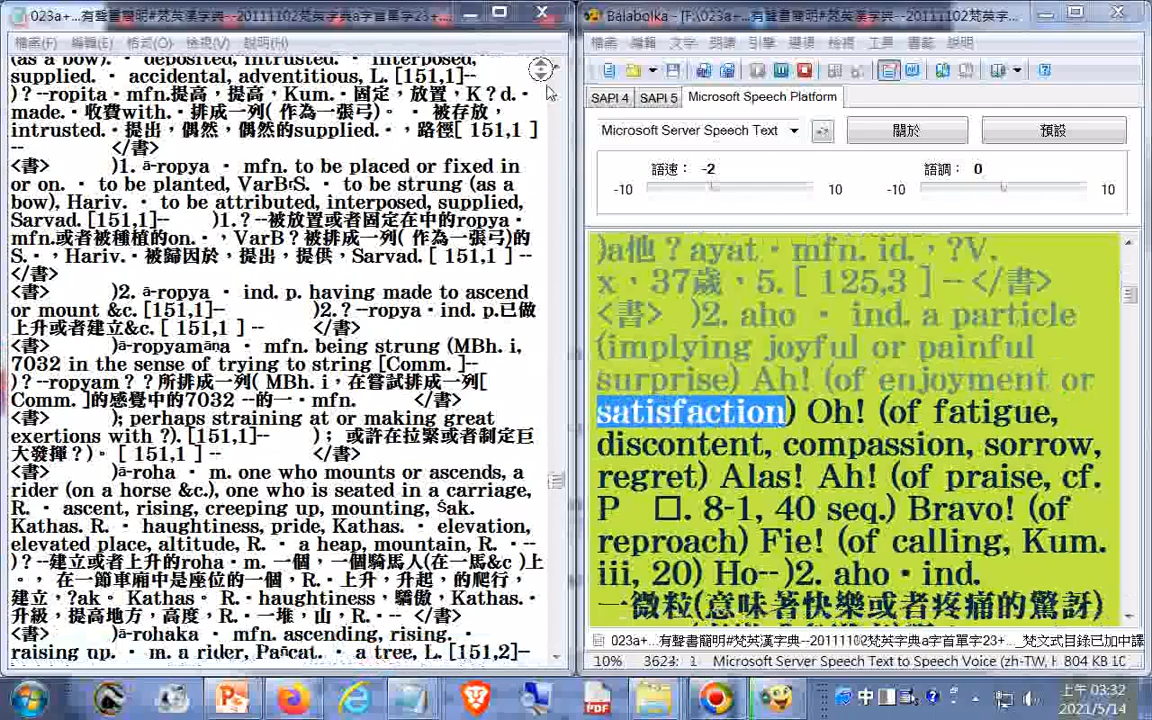 023a+...有聲書簡明#梵英漢字典--20111102梵英字典a字首單字23+...
檔案(F) 編輯(E) 格式(O) 檢視(V) 說明(H)
(as a bow). deposited, intrusted. • interposed,
supplied. • accidental, adventitious, L. [151,1]--
)? --ropita • mfn.提高，提高，Kum. • 固定，放置，K ? d. •
made. • 收費with. • 排成一列( 作為一張弓)。 • 被存放，
intrusted. • 提出，偶然，偶然的supplied. • ，路徑[ 151,1 ]
-- </書>
<書> )1. ā-ropya • mfn. to be placed or fixed in
or on. • to be planted, VarBṛS. • to be strung (as a
bow), Hariv. • to be attributed, interposed, supplied,
Sarvad. [151,1]-- )1. ? --被放置或者固定在中的ropya •
mfn.或者被種植的on. • ，VarB ? 被排成一列( 作為一張弓)的
S. • ，Hariv. • 被歸因於，提出，提供，Sarvad. [ 151,1 ] --
</書>
<書> )2. ā-ropya • ind. p. having made to ascend
or mount &c. [151,1]-- )2. ? --ropya • ind. p.已做
上升或者建立&c. [ 151,1 ] -- </書>
<書> )ā-ropyamāṇa • mfn. being strung (MBh. i,
7032 in the sense of trying to string [Comm. ]--
)? --ropyam ? ? 所排成一列( MBh. i，在嘗試排成一列[
Comm. ]的感覺中的7032 --的一 • mfn. </書>
<書> ); perhaps straining at or making great
exertions with ?). [151,1]-- )； 或許在拉緊或者制定巨
大發揮？)。 [ 151,1 ] -- </書>
<書> )ā-roha • m. one who mounts or ascends, a
rider (on a horse &c.), one who is seated in a carriage,
R. • ascent, rising, creeping up, mounting, Śak.
Kathas. R. • haughtiness, pride, Kathas. • elevation,
elevated place, altitude, R. • a heap, mountain, R. • --
)? --建立或者上升的roha • m. 一個，一個騎馬人(在一馬&c )上
。，在一節車廂中是座位的一個，R. • 上升，升起，的爬行，
建立，?ak。 Kathas。 R. • haughtiness，驕傲，Kathas. •
升級，提高地方，高度，R. • 一堆，山，R. • -- </書>
<書> )ā-rohaka • mfn. ascending, rising. •
raising up. • m. a rider, Pañcat. • a tree, L. [151,2]--
Balabolka - [F:\023a+...有聲書簡明#梵英漢字典--20111102梵英字...
檔案 編輯 文字 朗讀 引擎 選項 檢視 工具 書籤 說明
SAPI 4 SAPI 5 Microsoft Speech Platform
Microsoft Server Speech Text 關於 預設
語速： -2 語調： 0
-10 10 -10 10
)a他 ? ayat • mfn. id. ，?V.
x，37歲，5. [ 125,3 ] --</書>
<書> )2. aho • ind. a particle
(implying joyful or painful
surprise) Ah! (of enjoyment or
satisfaction) Oh! (of fatigue,
discontent, compassion, sorrow,
regret) Alas! Ah! (of praise, cf.
P □. 8-1, 40 seq.) Bravo! (of
reproach) Fie! (of calling, Kum.
iii, 20) Ho-- )2. aho • ind.
一微粒(意味著快樂或者疼痛的驚訝)
023a+...有聲書簡明#梵英漢字典--20111102梵英字典a字首單字23+..._梵文式目錄已加中譯
10% 3623: 1 Microsoft Server Speech Text to Speech Voice (zh-TW, H 804 KB
中
上午 03:32
2021/5/14